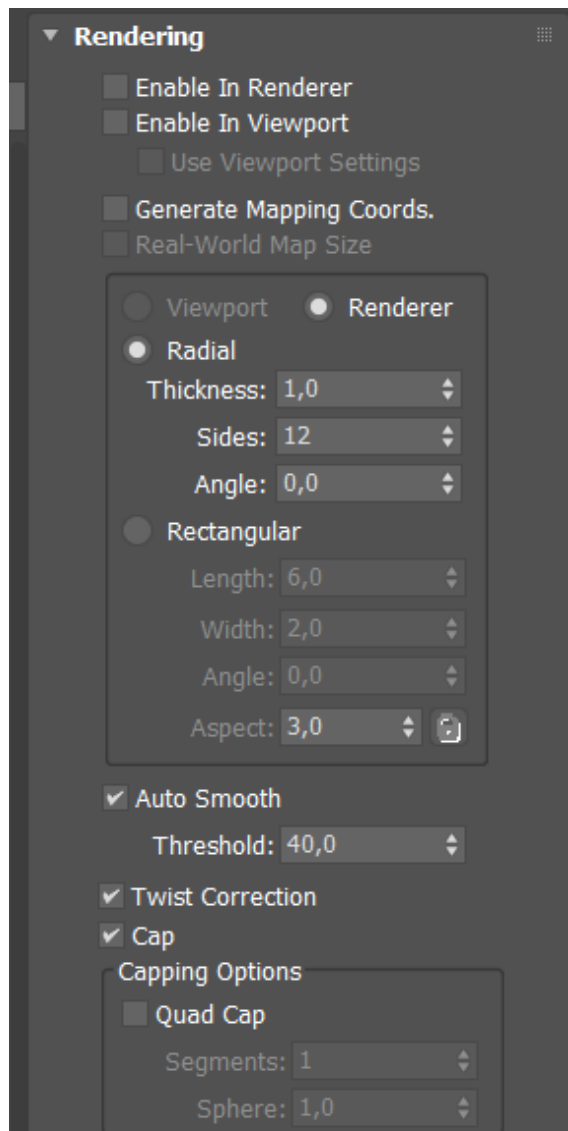 Rendering
Enable In Renderer
Enable In Viewport
Use Viewport Settings
Generate Mapping Coords.
Real-World Map Size
Viewport Renderer
Radial
Thickness: 1,0
Sides: 12
Angle: 0,0
Rectangular
Length: 6,0
Width: 2,0
Angle: 0,0
Aspect: 3,0
Auto Smooth
Threshold: 40,0
Twist Correction
Cap
Capping Options
Quad Cap
Segments: 1
Sphere: 1,0